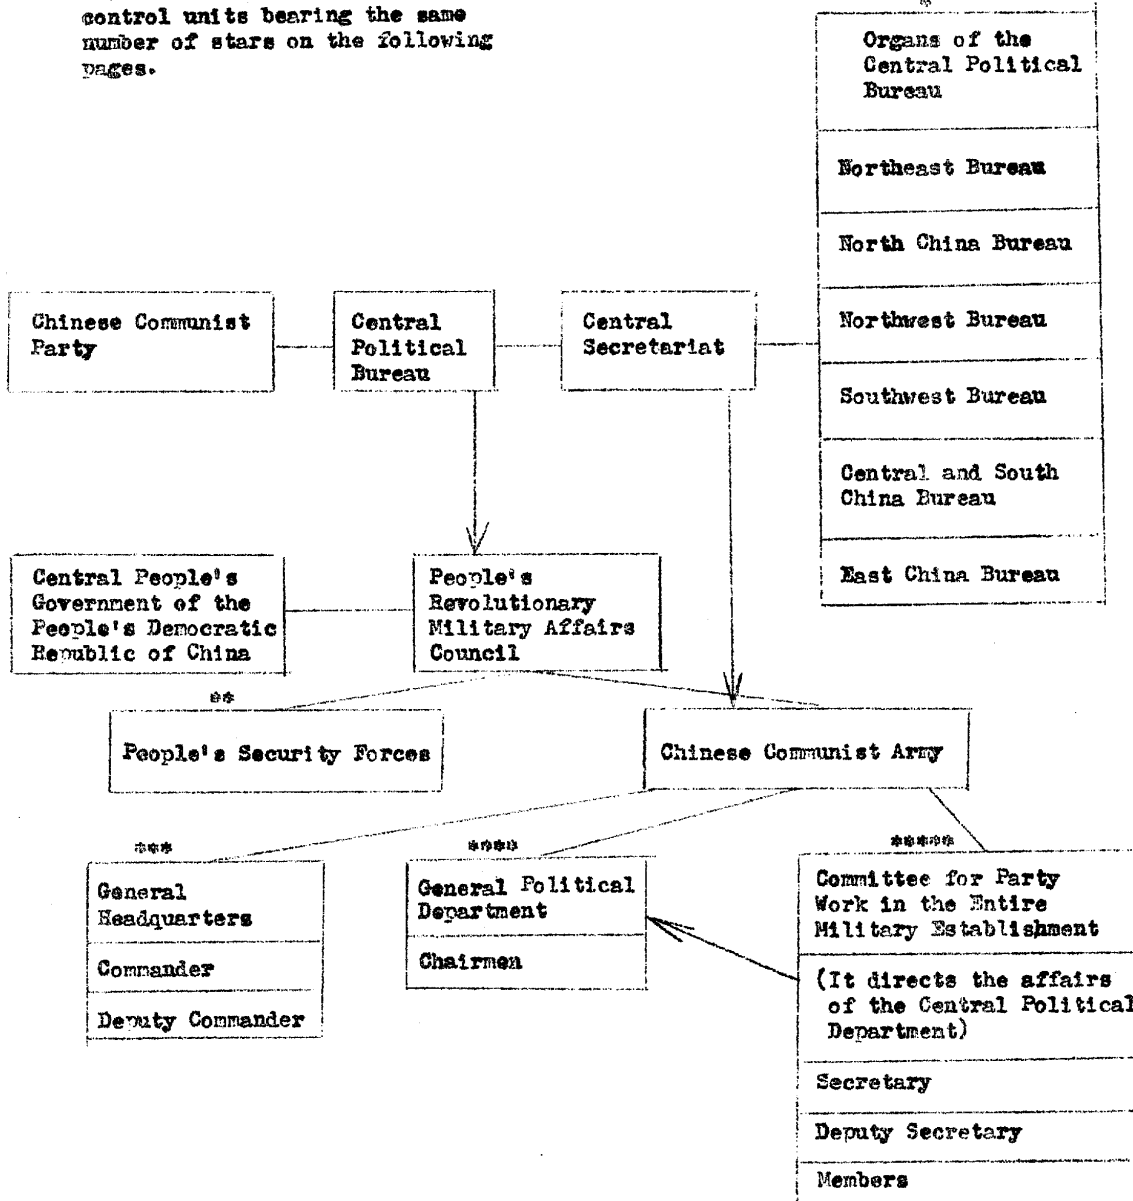 control units bearing the same
number of stars on the following
pages.
*
Organs of the
Central Political
Bureau
Northeast Bureau
North China Bureau
Northwest Bureau
Southwest Bureau
Central and South
China Bureau
East China Bureau
Chinese Communist
Party
Central
Political
Bureau
Central
Secretariat
Central People's
Government of the
People's Democratic
Republic of China
People's
Revolutionary
Military Affairs
Council
**
People's Security Forces
Chinese Communist Army
***
General
Headquarters
Commander
Deputy Commander
****
General Political
Department
Chairmen
*****
Committee for Party
Work in the Entire
Military Establishment
(It directs the affairs
of the Central Political
Department)
Secretary
Deputy Secretary
Members